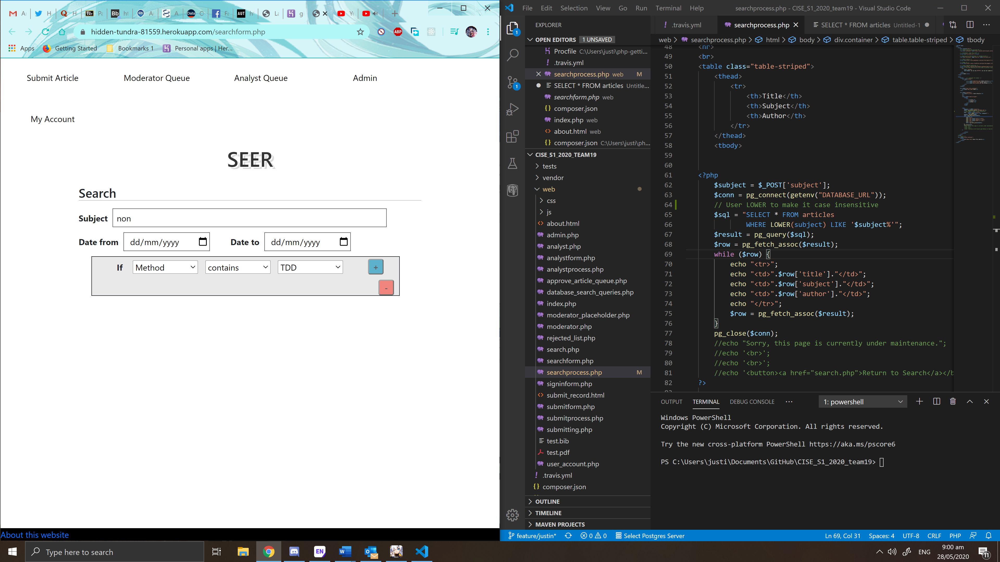 hidden-tundra-81559.herokuapp.com/searchform.php
ABP
Apps
Getting Started
Bookmarks 1
Personal apps | Her...
Submit Article
Moderator Queue
Analyst Queue
Admin
My Account
SEER
Search
Subject
non
Date from
dd/mm/yyyy
Date to
dd/mm/yyyy
If
Method
contains
TDD
+
-
About this website
File Edit Selection View Go Run Terminal Help
searchprocess.php - CISE_S1_2020_team19 - Visual Studio Code
EXPLORER
OPEN EDITORS 1 UNSAVED
Procfile C:\Users\justi\php-getti...
.travis.yml
searchprocess.php web M
SELECT * FROM articles Untitle...
searchform.php web
composer.json
index.php web
about.html web
composer.json C:\Users\justi\ph...
CISE_S1_2020_TEAM19
tests
vendor
web
css
js
about.html
admin.php
analyst.php
analystform.php
analystprocess.php
approve_article_queue.php
database_search_queries.php
index.php
moderator_placeholder.php
moderator.php
rejected_list.php
search.php
searchform.php
searchprocess.php M
signinform.php
submit_record.html
submitform.php
submitprocess.php
submitting.php
test.bib
test.pdf
user_account.php
.travis.yml
composer.json
OUTLINE
TIMELINE
MAVEN PROJECTS
.travis.yml
searchprocess.php
SELECT * FROM articles Untitled-1
web > searchprocess.php > html > body > div.container > table.table-striped > tbody
48 <hr>
49 <br>
50 <table class="table-striped">
51 <thead>
52 <tr>
53 <th>Title</th>
54 <th>Subject</th>
55 <th>Author</th>
56 </tr>
57 </thead>
58 <tbody>
59
60
61 <?php
62 $subject = $_POST['subject'];
63 $conn = pg_connect(getenv("DATABASE_URL"));
64 // User LOWER to make it case insensitive
65 $sql = "SELECT * FROM articles
66 WHERE LOWER(subject) LIKE '$subject%'";
67 $result = pg_query($sql);
68 $row = pg_fetch_assoc($result);
69 while ($row) {
70 echo "<tr>";
71 echo "<td>".$row['title']."</td>";
72 echo "<td>".$row['subject']."</td>";
73 echo "<td>".$row['author']."</td>";
74 echo "</tr>";
75 $row = pg_fetch_assoc($result);
76 }
77 pg_close($conn);
78 //echo "Sorry, this page is currently under maintenance.";
79 //echo '<br>';
80 //echo '<br>';
81 //echo '<button><a href="search.php">Return to Search</a></b
82 ?>
OUTPUT TERMINAL DEBUG CONSOLE ... 1: powershell
Windows PowerShell
Copyright (C) Microsoft Corporation. All rights reserved.
Try the new cross-platform PowerShell https://aka.ms/pscore6
PS C:\Users\justi\Documents\GitHub\CISE_S1_2020_team19>
feature/justin* 0 0 Select Postgres Server
Ln 69, Col 31 Spaces: 4 UTF-8 CRLF PHP
Type here to search
EN
ENG
9:00 am
28/05/2020
11